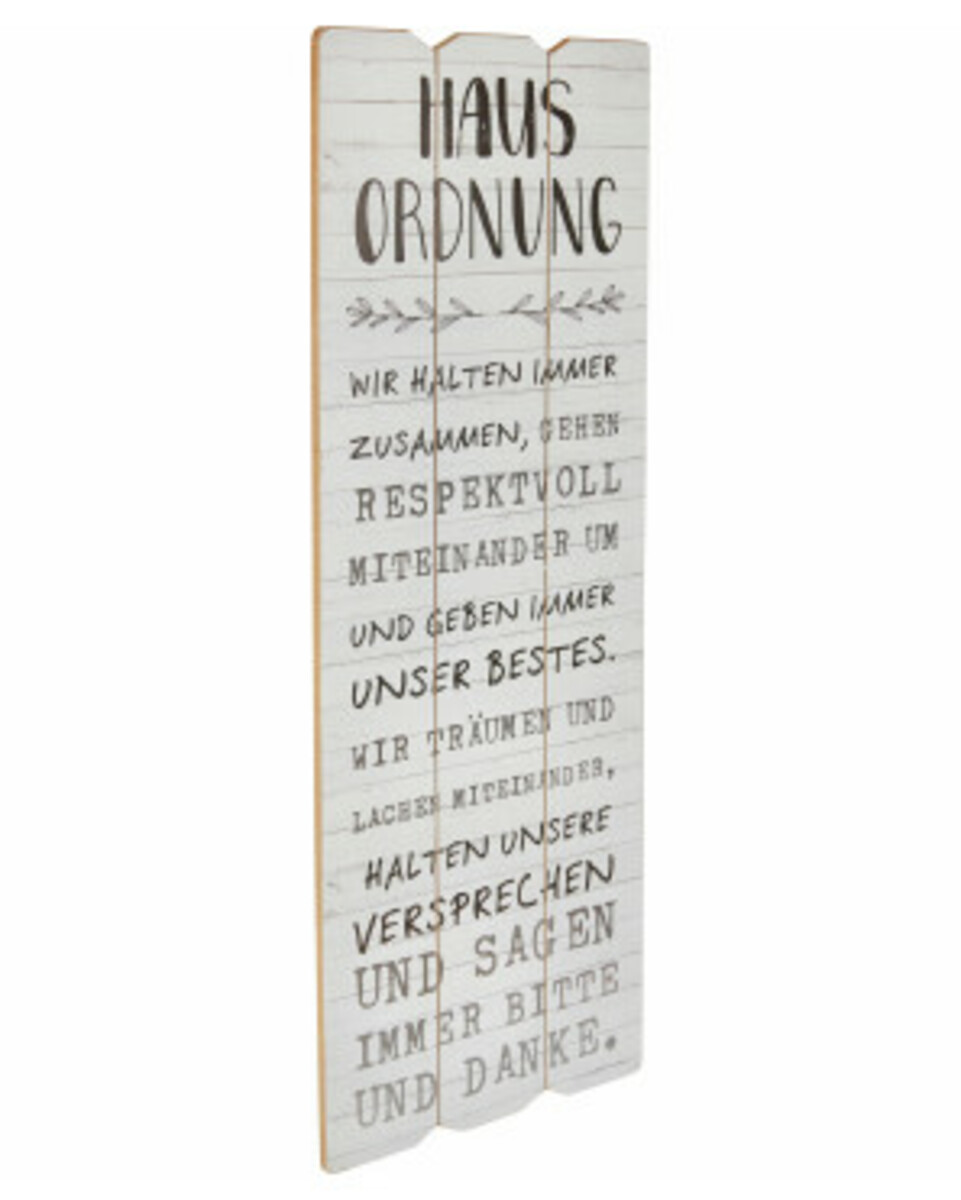 HAUS
ORDNUNG
WIR HALTEN IMMER
ZUSAMMEN, GEHEN
RESPEKTVOLL
MITEINANDER UM
UND GEBEN IMMER
UNSER BESTES.
WIR TRÄUMEN UND
LACHEN MITEINANDER,
HALTEN UNSERE
VERSPRECHEN
UND SAGEN
IMMER BITTE
UND DANKE.